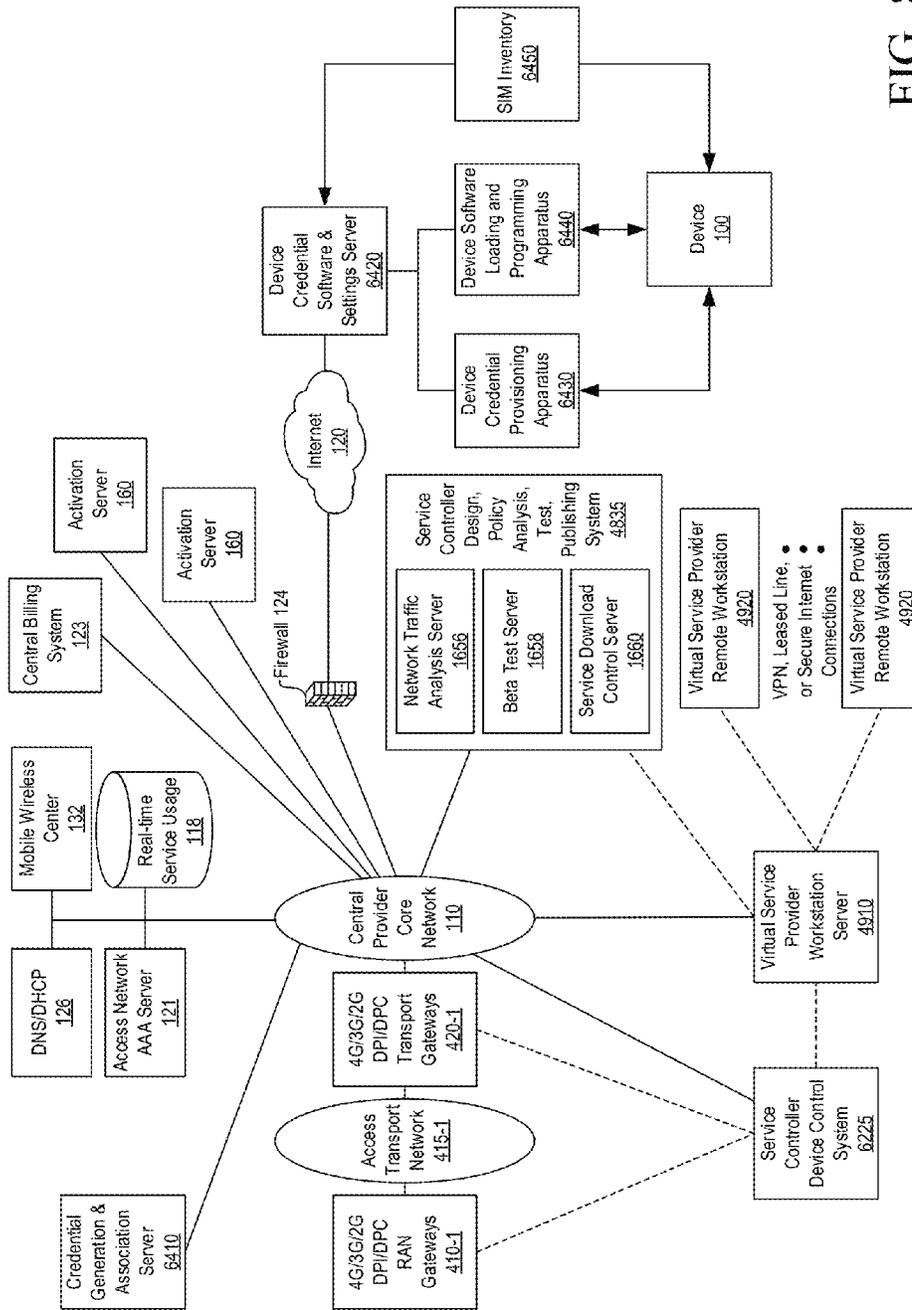 Credential
Generation &
Association
Server
6410
DNS/DHCP
126
Mobile Wireless
Center
132
Access Network
AAA Server
121
Real-time
Service Usage
118
Central Billing
System
123
Activation
Server
160
Activation
Server
160
4G/3G/2G
DPI/DPC
RAN
Gateways
410-1
Access
Transport
Network
415-1
4G/3G/2G
DPI/DPC
Transport
Gateways
420-1
Central
Provider
Core
Network
110
Firewall 124
Internet
120
Device
Credential
Software &
Settings Server
6420
Network Traffic
Analysis Server
1656
Beta Test Server
1658
Service Download
Control Server
1660
Service
Controller
Design,
Policy
Analysis,
Test,
Publishing
System 4835
Device
Credential
Provisioning
Apparatus
6430
Device Software
Loading and
Programming
Apparatus
6440
SIM Inventory
6450
Device
100
Service
Controller
Device Control
System
6225
Virtual Service
Provider
Workstation
Server
4910
Virtual Service Provider
Remote Workstation
4920
VPN, Leased Line,
or Secure Internet
Connections
Virtual Service Provider
Remote Workstation
4920
FIG.